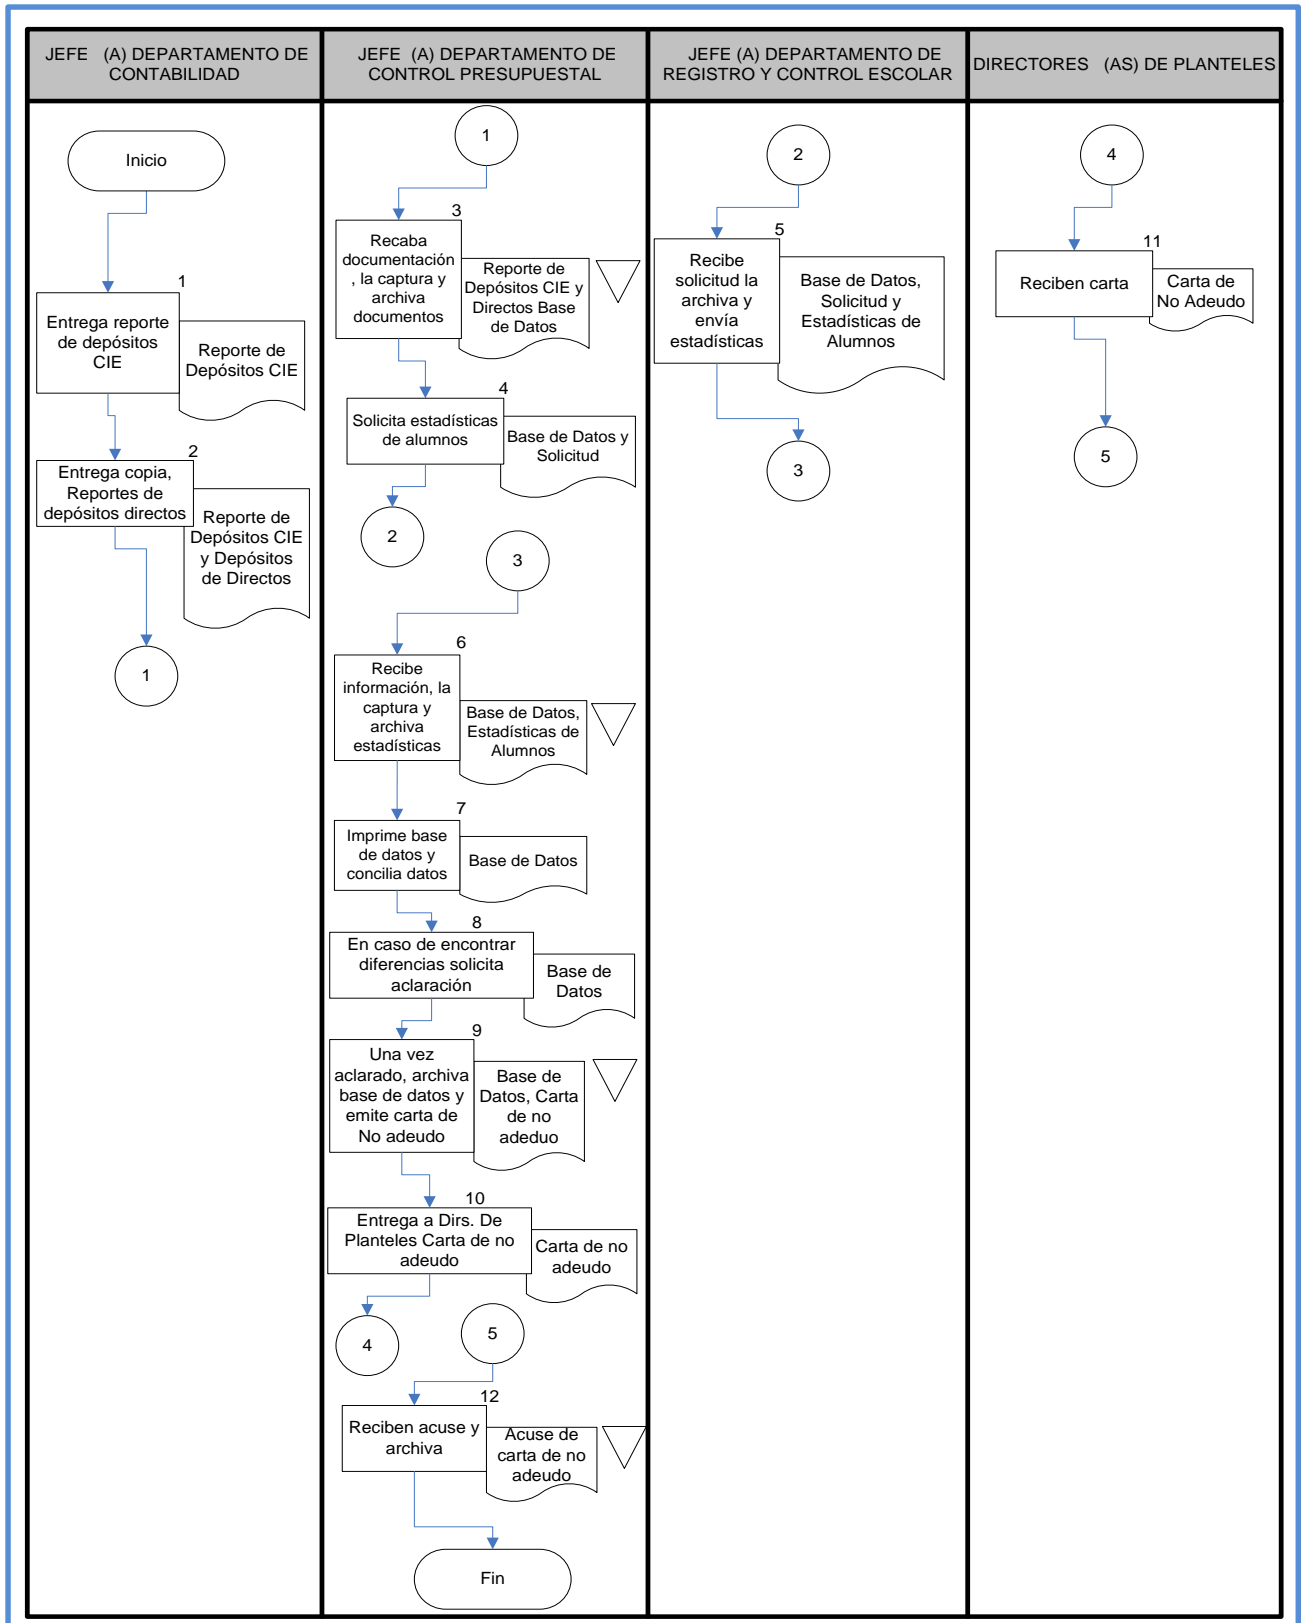 JEFE (A) DEPARTAMENTO DE
CONTABILIDAD
JEFE (A) DEPARTAMENTO DE
CONTROL PRESUPUESTAL
JEFE (A) DEPARTAMENTO DE
REGISTRO Y CONTROL ESCOLAR
DIRECTORES (AS) DE PLANTELES
Inicio
1
Entrega reporte
de depósitos
CIE
Reporte de
Depósitos CIE
2
Entrega copia,
Reportes de
depósitos directos
Reporte de
Depósitos CIE
y Depósitos
de Directos
1
1
3
Recaba
documentación
, la captura y
archiva
documentos
Reporte de
Depósitos CIE y
Directos Base
de Datos
4
Solicita estadísticas
de alumnos
Base de Datos y
Solicitud
2
3
6
Recibe
información, la
captura y
archiva
estadísticas
Base de Datos,
Estadísticas de
Alumnos
7
Imprime base
de datos y
concilia datos
Base de Datos
8
En caso de encontrar
diferencias solicita
aclaración
Base de
Datos
9
Una vez
aclarado, archiva
base de datos y
emite carta de
No adeudo
Base de
Datos, Carta
de no
adeduo
10
Entrega a Dirs. De
Planteles Carta de no
adeudo
Carta de no
adeudo
4
5
12
Reciben acuse y
archiva
Acuse de
carta de no
adeudo
Fin
2
5
Recibe
solicitud la
archiva y
envía
estadísticas
Base de Datos,
Solicitud y
Estadísticas de
Alumnos
3
4
11
Reciben carta
Carta de
No Adeudo
5